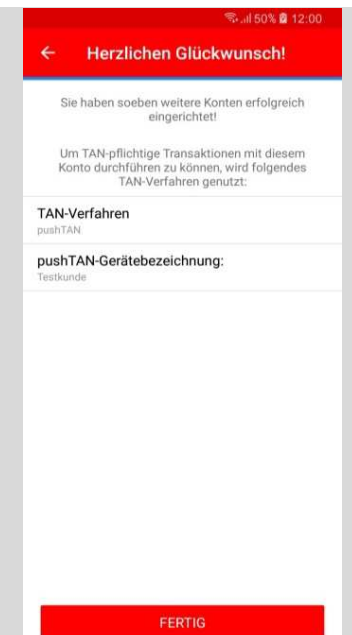 50% 12:00
Herzlichen Glückwunsch!
Sie haben soeben weitere Konten erfolgreich
eingerichtet!
Um TAN-pflichtige Transaktionen mit diesem
Konto durchführen zu können, wird folgendes
TAN-Verfahren genutzt:
TAN-Verfahren
pushTAN
pushTAN-Gerätebezeichnung:
Testkunde
FERTIG